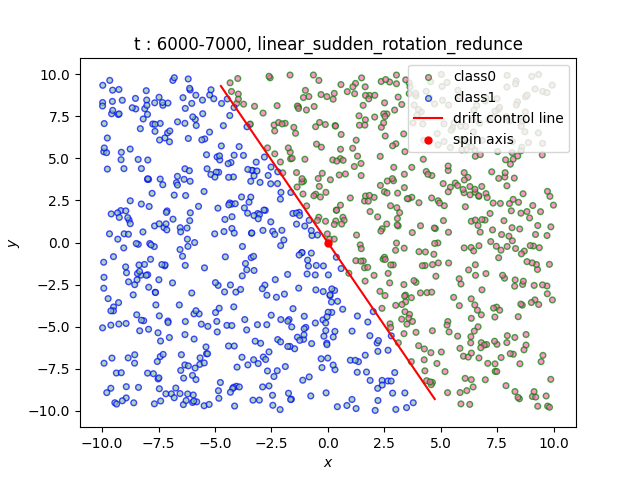 t : 6000-7000, linear_sudden_rotation_redunce
class0
class1
drift control line
spin axis
10.0
7.5
5.0
2.5
0.0
−2.5
−5.0
−7.5
−10.0
y
−10.0 −7.5 −5.0 −2.5 0.0 2.5 5.0 7.5 10.0
x